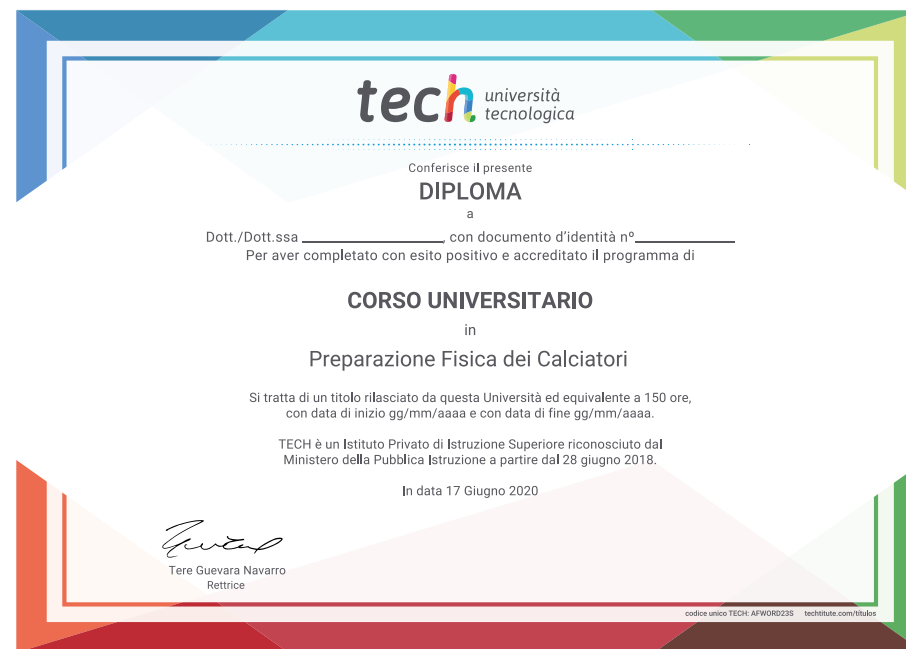 tech università
tecnologica
Conferisce il presente
DIPLOMA
a
Dott./Dott.ssa ____________________, con documento d'identità nº______________
Per aver completato con esito positivo e accreditato il programma di
CORSO UNIVERSITARIO
in
Preparazione Fisica dei Calciatori
Si tratta di un titolo rilasciato da questa Università ed equivalente a 150 ore,
con data di inizio gg/mm/aaaa e con data di fine gg/mm/aaaa.
TECH è un Istituto Privato di Istruzione Superiore riconosciuto dal
Ministero della Pubblica Istruzione a partire dal 28 giugno 2018.
In data 17 Giugno 2020
Tere Guevara Navarro
Rettrice
codice unico TECH: AFWORD23S techtitute.com/titulos